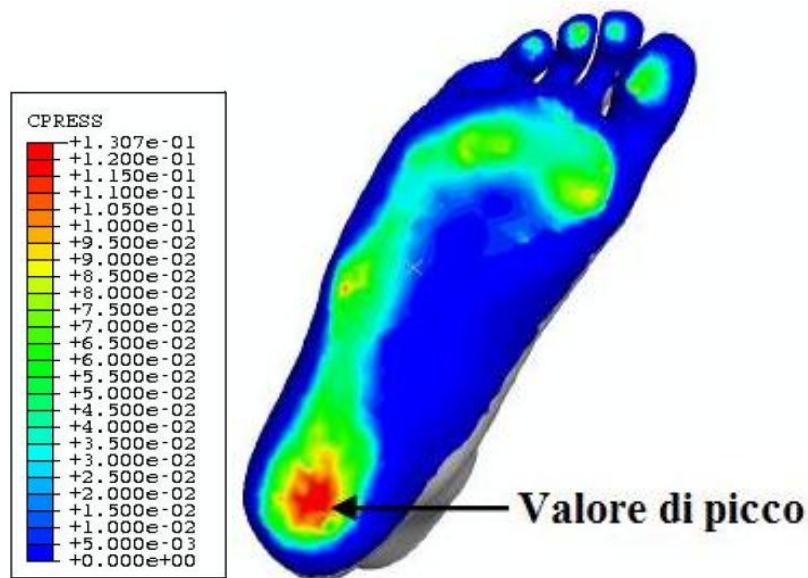 CPRESS
+1.307e-01
+1.200e-01
+1.150e-01
+1.100e-01
+1.050e-01
+1.000e-01
+9.500e-02
+9.000e-02
+8.500e-02
+8.000e-02
+7.500e-02
+7.000e-02
+6.500e-02
+6.000e-02
+5.500e-02
+5.000e-02
+4.500e-02
+4.000e-02
+3.500e-02
+3.000e-02
+2.500e-02
+2.000e-02
+1.500e-02
+1.000e-02
+5.000e-03
+0.000e+00
Valore di picco